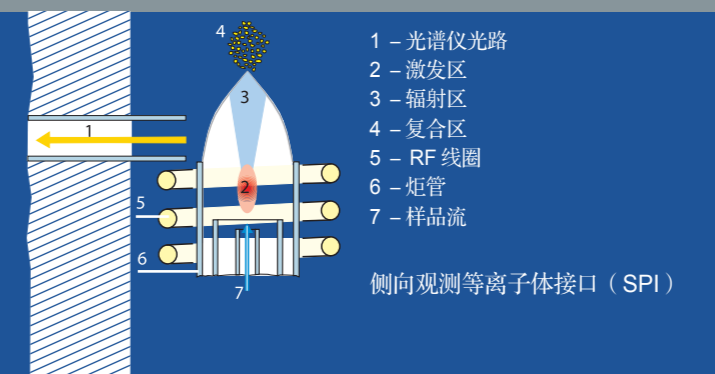 4
3
1
2
5
6
7
1 – 光谱仪光路
2 – 激发区
3 – 辐射区
4 – 复合区
5 – RF 线圈
6 – 炬管
7 – 样品流
侧向观测等离子体接口（SPI）